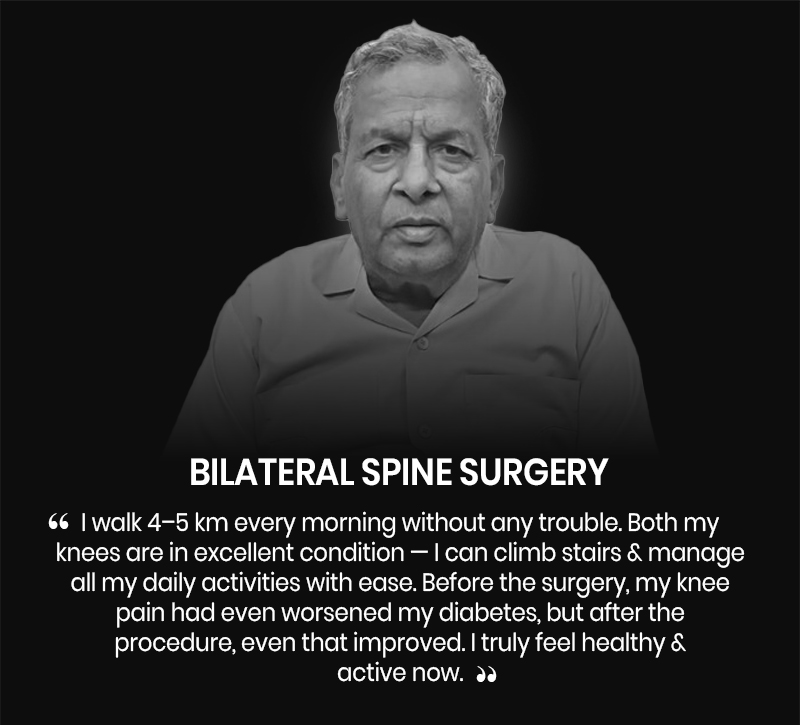 BILATERAL SPINE SURGERY
“ I walk 4–5 km every morning without any trouble. Both my
knees are in excellent condition — I can climb stairs & manage
all my daily activities with ease. Before the surgery, my knee
pain had even worsened my diabetes, but after the
procedure, even that improved. I truly feel healthy &
active now. ”